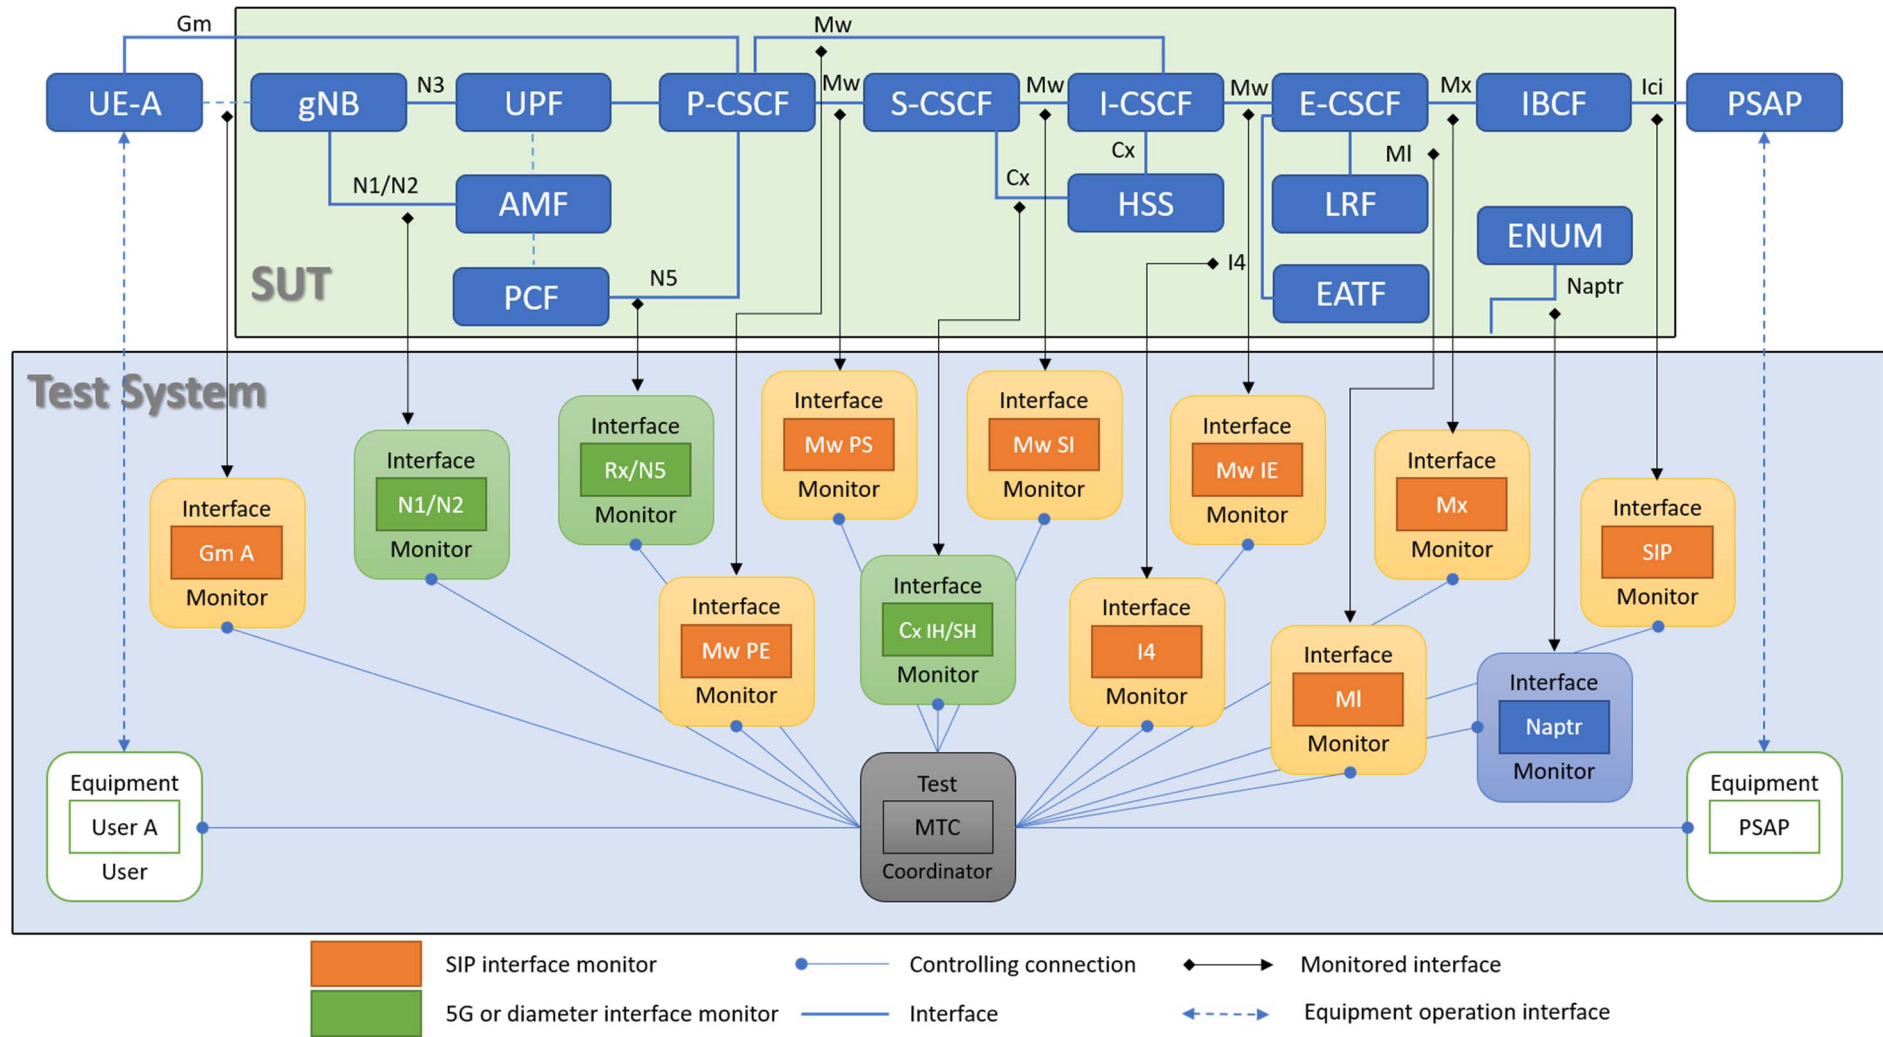 Gm
Mw
UE-A
gNB
N3
UPF
P-CSCF
Mw
S-CSCF
Mw
I-CSCF
Mw
E-CSCF
Mx
IBCF
Ici
PSAP
N1/N2
AMF
Cx
Cx
HSS
Ml
LRF
ENUM
SUT
PCF
N5
I4
EATF
Naptr
Test System
Interface
Gm A
Monitor
Interface
N1/N2
Monitor
Interface
Rx/N5
Monitor
Interface
Mw PE
Monitor
Interface
Mw PS
Monitor
Interface
Cx IH/SH
Monitor
Interface
Mw SI
Monitor
Interface
I4
Monitor
Interface
Mw IE
Monitor
Interface
Ml
Monitor
Interface
Mx
Monitor
Interface
Naptr
Monitor
Interface
SIP
Monitor
Equipment
User A
User
Test
MTC
Coordinator
Equipment
PSAP
SIP interface monitor
Controlling connection
Monitored interface
5G or diameter interface monitor
Interface
Equipment operation interface